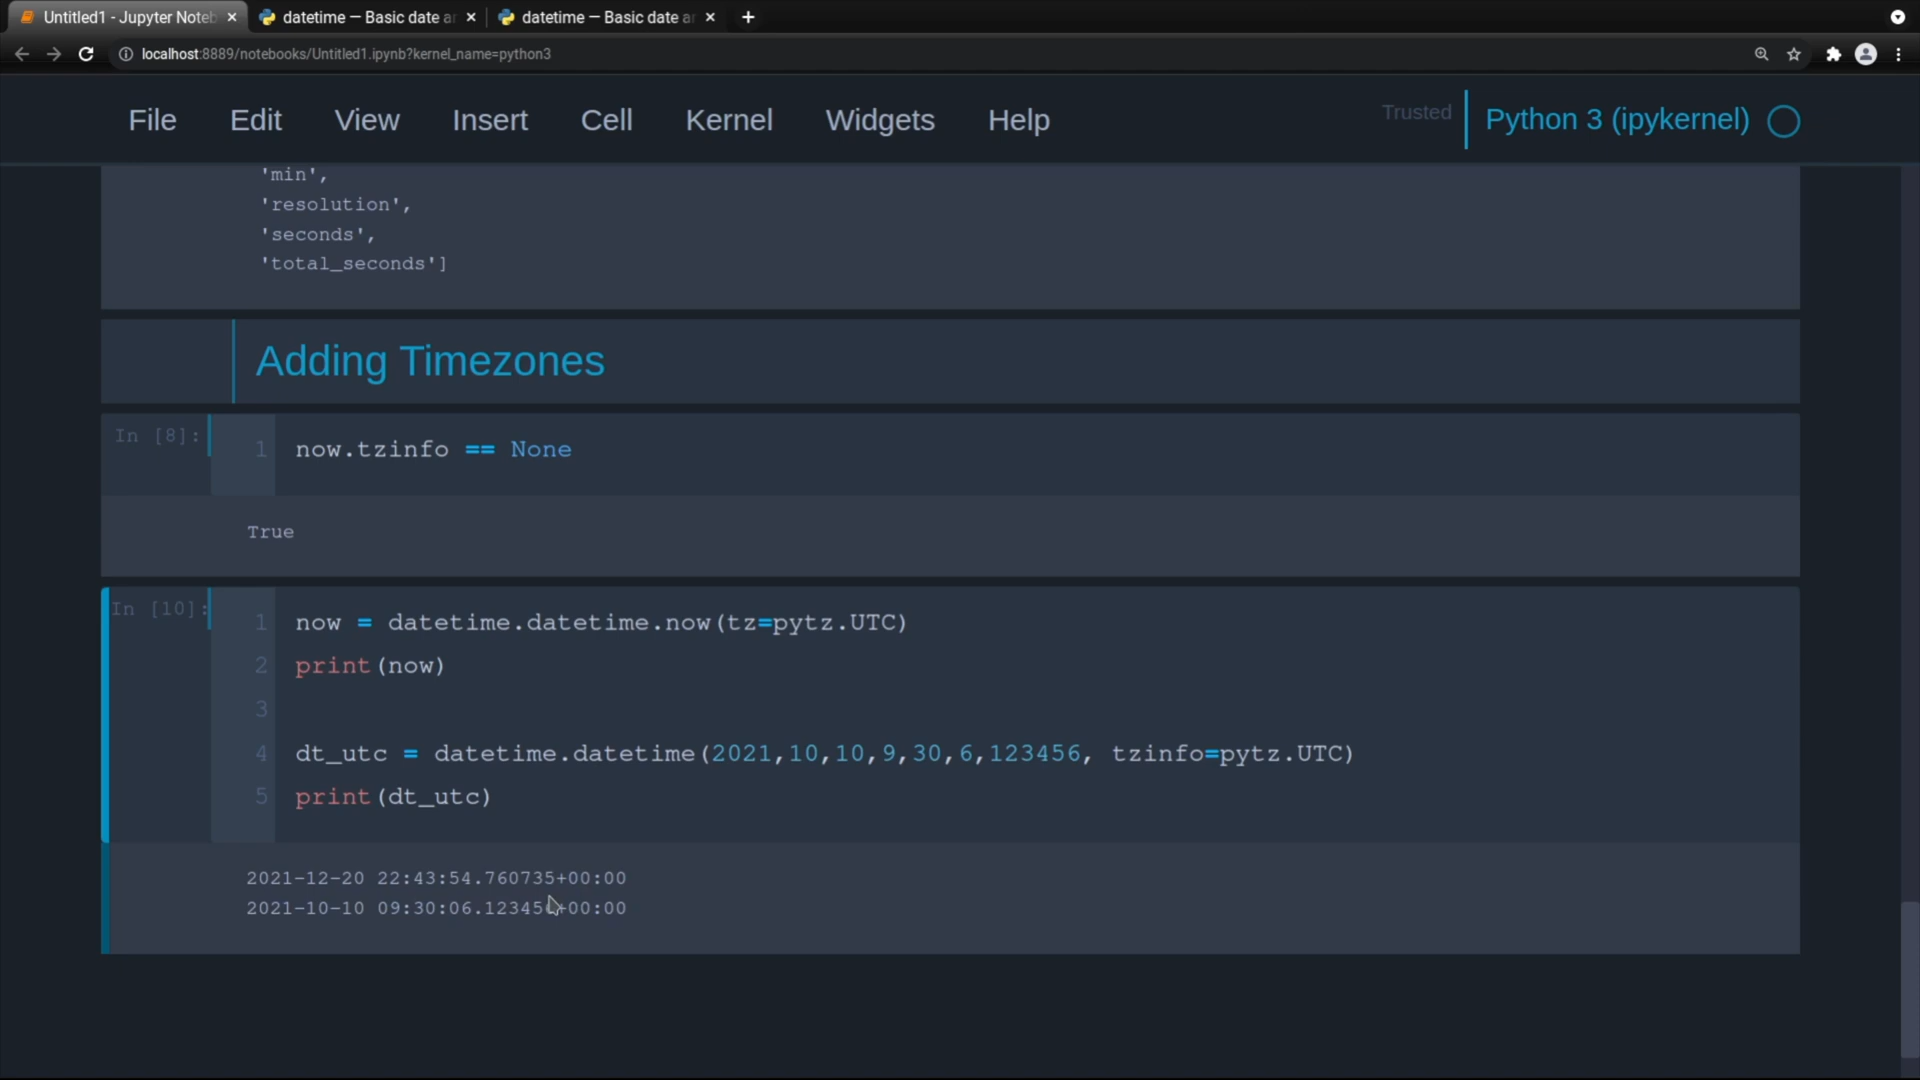 Untitled1 - Jupyter Noteb
datetime — Basic date a
datetime — Basic date a
localhost:8889/notebooks/Untitled1.ipynb?kernel_name=python3
File Edit View Insert Cell Kernel Widgets Help
Trusted
Python 3 (ipykernel)
'min',
'resolution',
'seconds',
'total_seconds']
Adding Timezones
In [8]:
1 now.tzinfo == None
True
In [10]:
1 now = datetime.datetime.now(tz=pytz.UTC)
2 print(now)
3
4 dt_utc = datetime.datetime(2021,10,10,9,30,6,123456, tzinfo=pytz.UTC)
5 print(dt_utc)
2021-12-20 22:43:54.760735+00:00
2021-10-10 09:30:06.123456+00:00